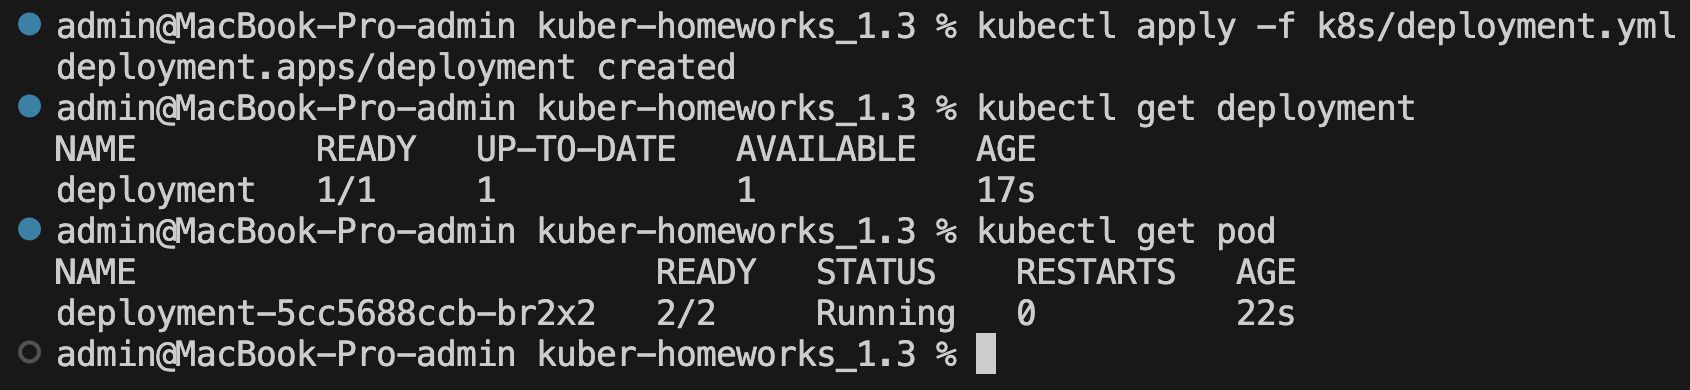 admin@MacBook-Pro-admin kuber-homeworks_1.3 % kubectl apply -f k8s/deployment.yml
deployment.apps/deployment created
admin@MacBook-Pro-admin kuber-homeworks_1.3 % kubectl get deployment
NAME         READY   UP-TO-DATE   AVAILABLE   AGE
deployment   1/1     1            1           17s
admin@MacBook-Pro-admin kuber-homeworks_1.3 % kubectl get pod
NAME                          READY   STATUS    RESTARTS   AGE
deployment-5cc5688ccb-br2x2   2/2     Running   0          22s
admin@MacBook-Pro-admin kuber-homeworks_1.3 %